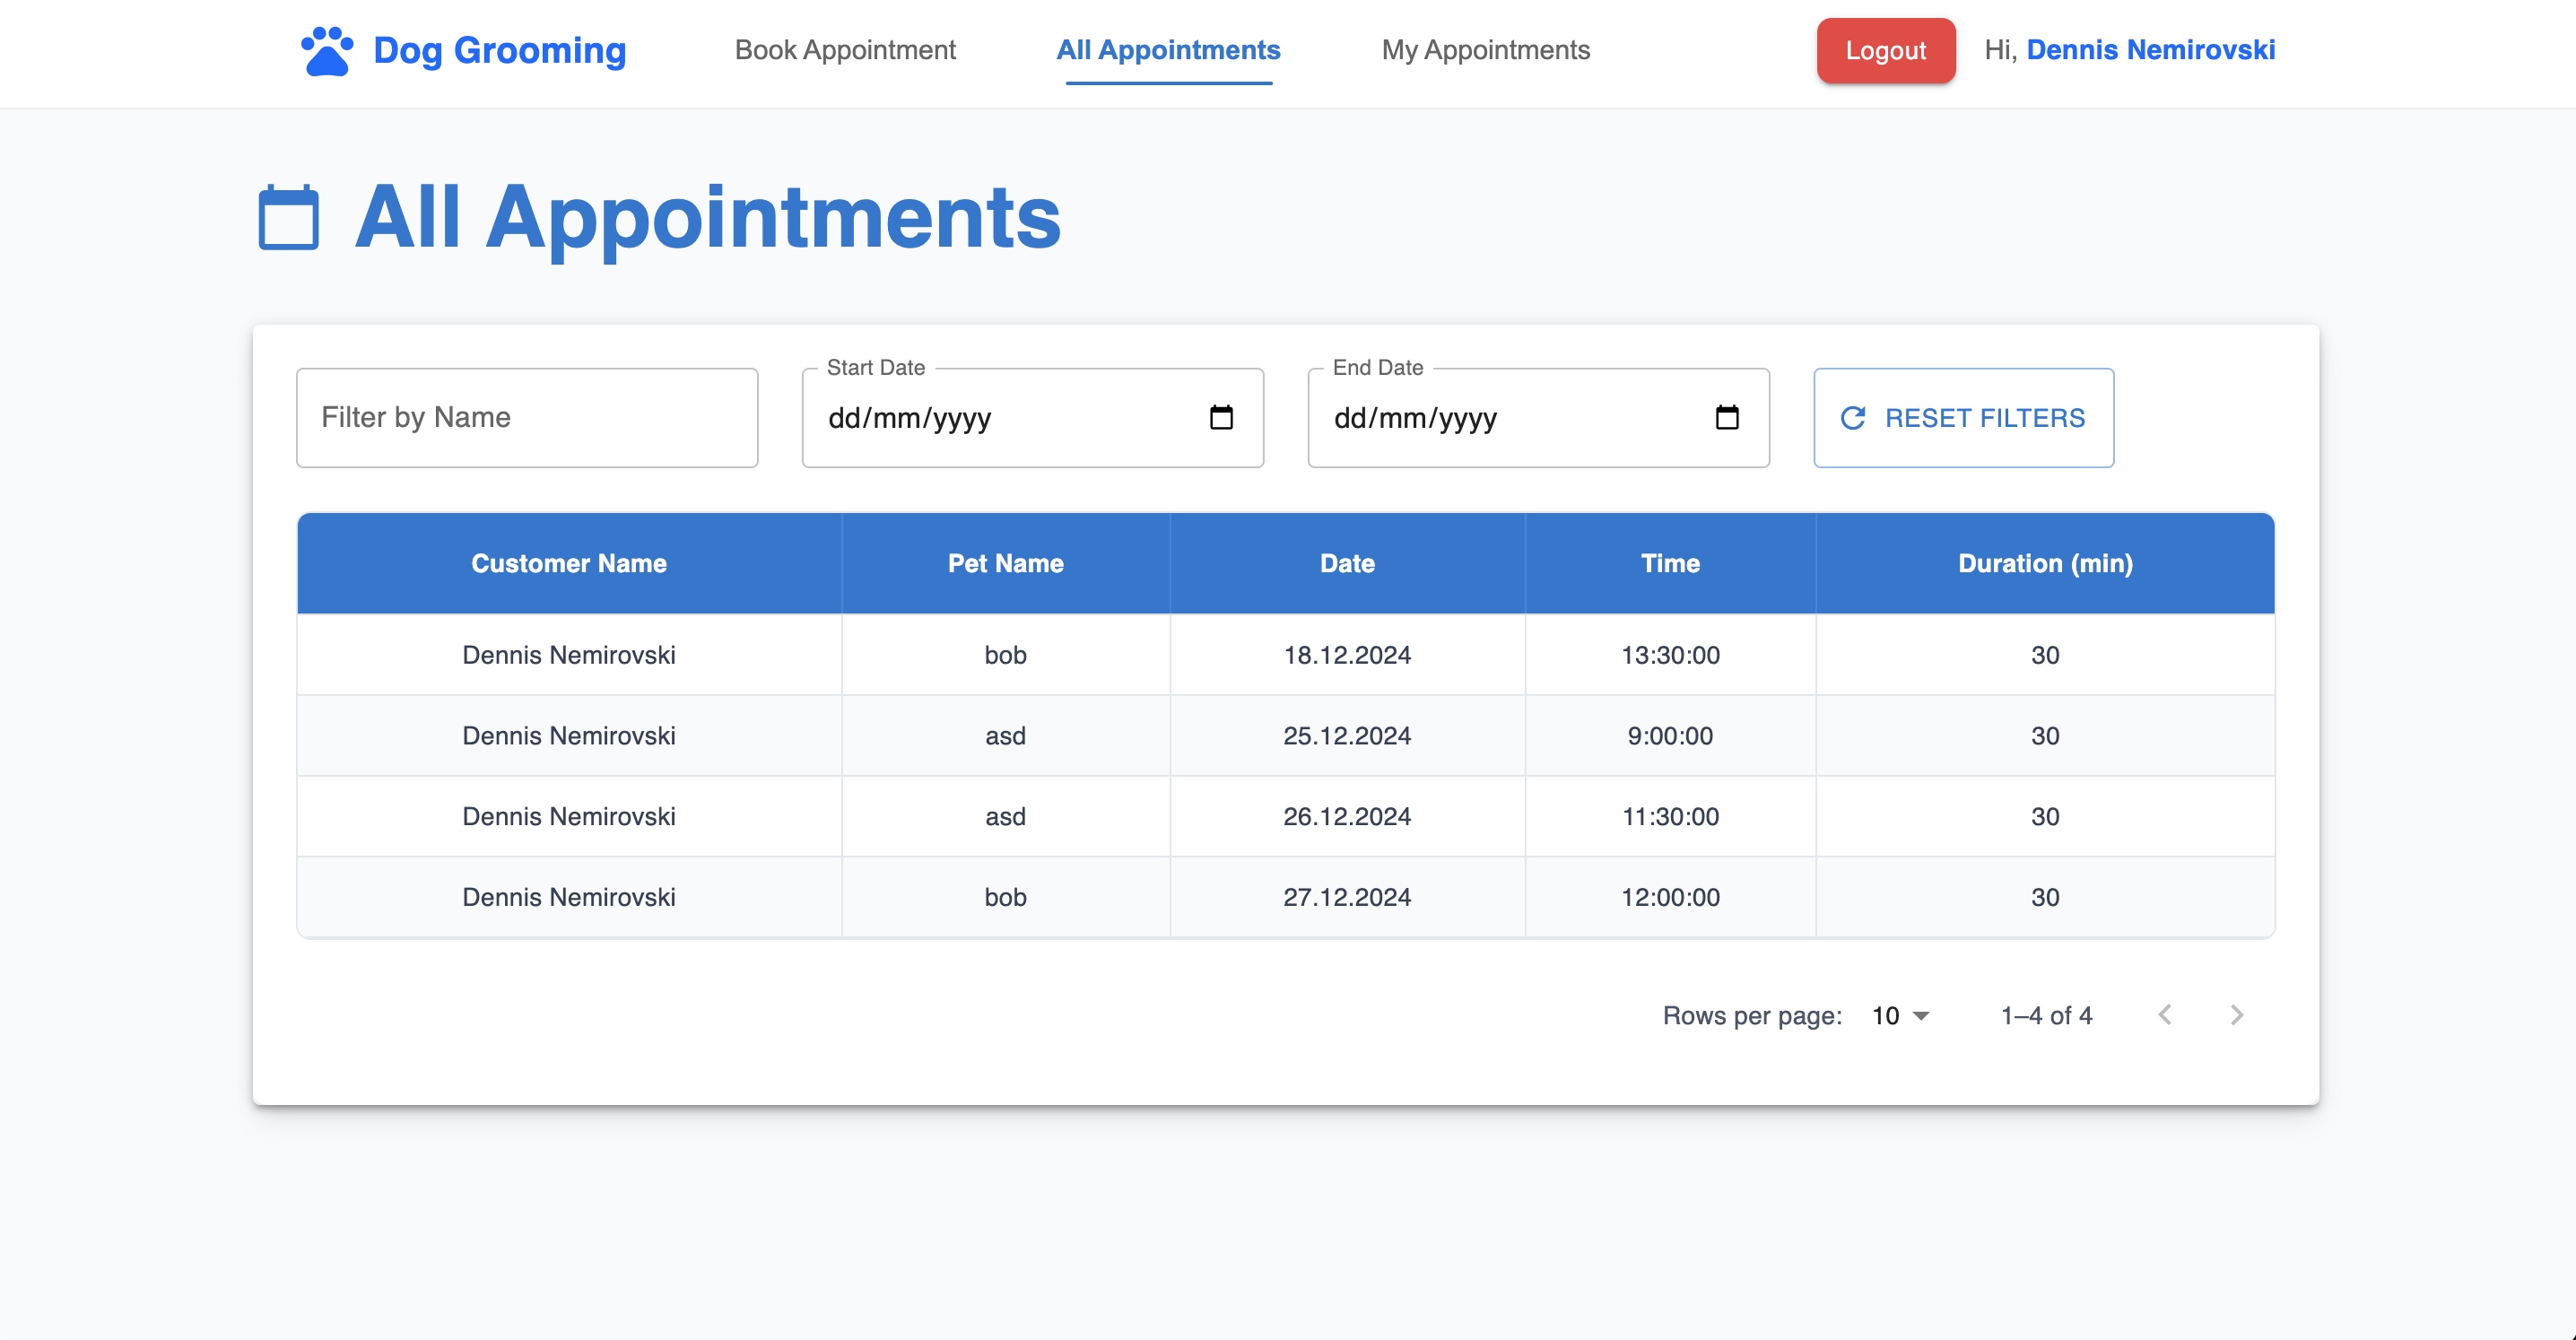 Dog Grooming Book Appointment All Appointments My Appointments Logout Hi, Dennis Nemirovski
All Appointments
Start Date End Date
Filter by Name dd/mm/yyyy dd/mm/yyyy RESET FILTERS
Customer Name Pet Name Date Time Duration (min)
Dennis Nemirovski bob 18.12.2024 13:30:00 30
Dennis Nemirovski asd 25.12.2024 9:00:00 30
Dennis Nemirovski asd 26.12.2024 11:30:00 30
Dennis Nemirovski bob 27.12.2024 12:00:00 30
Rows per page: 10 1–4 of 4